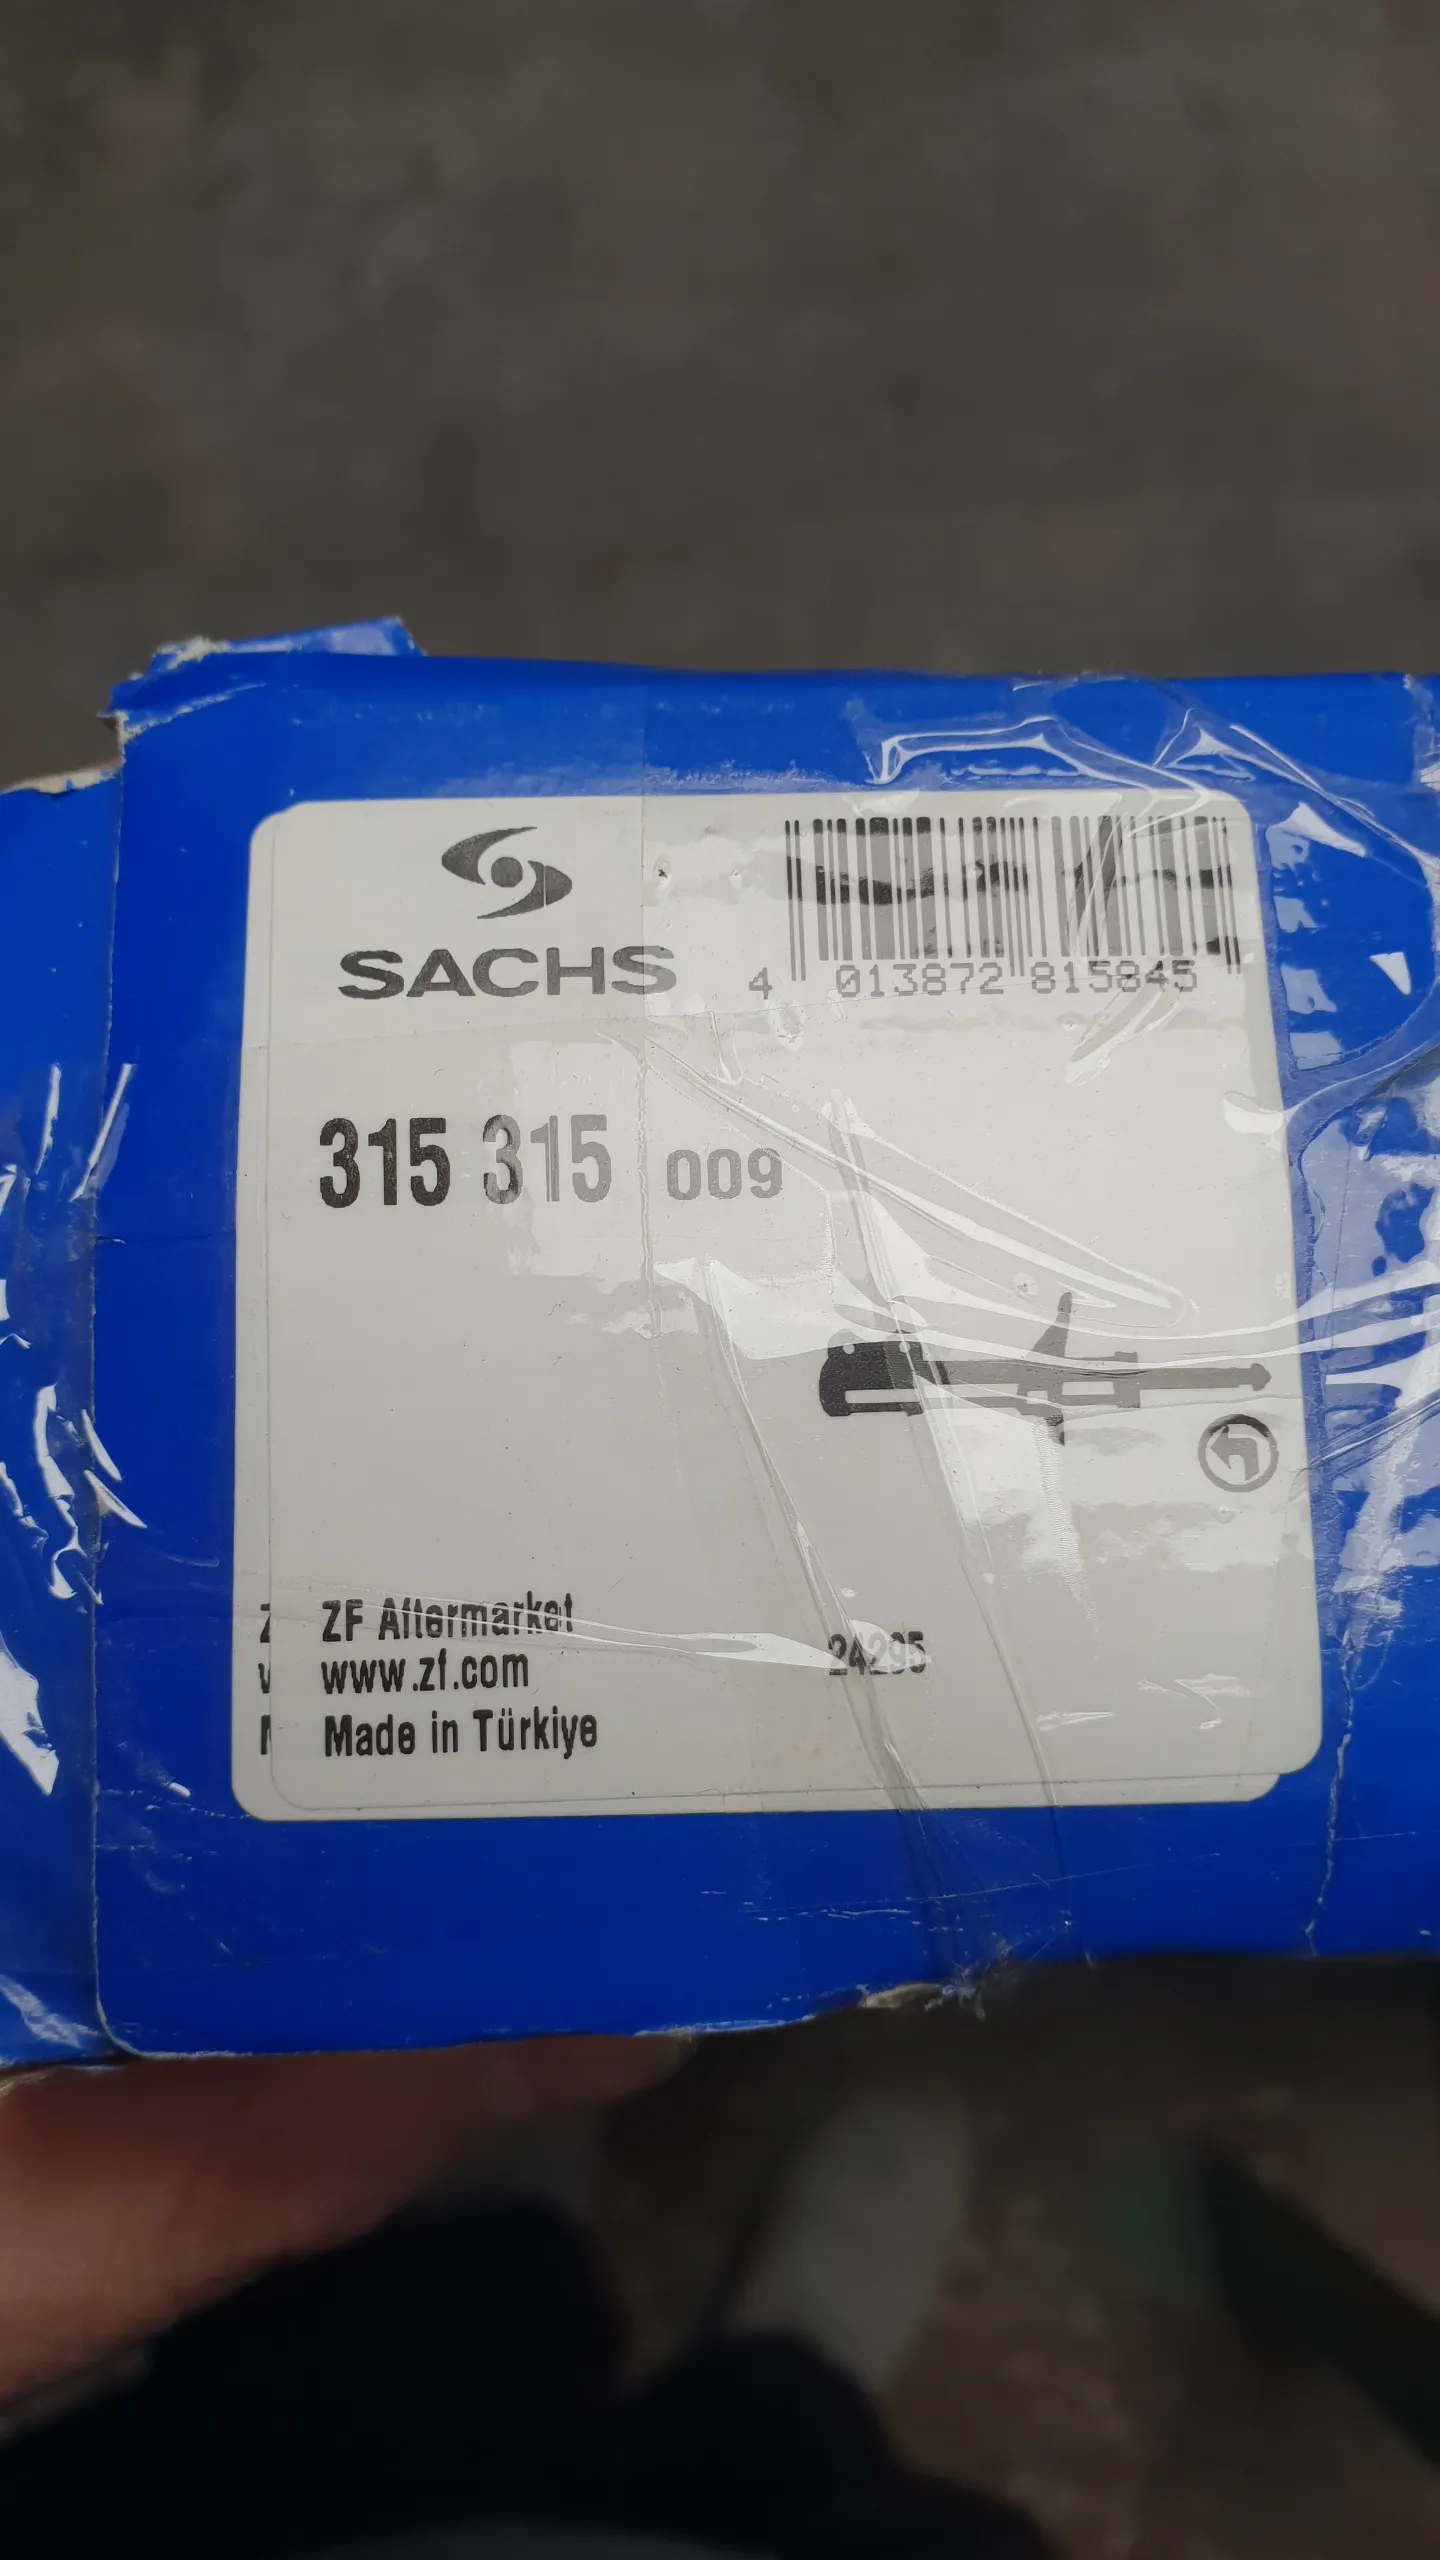 SACHS
4 013872 815845
315 315 009
Z ZF Aftermarket
24295
www.zf.com
Made in Türkiye